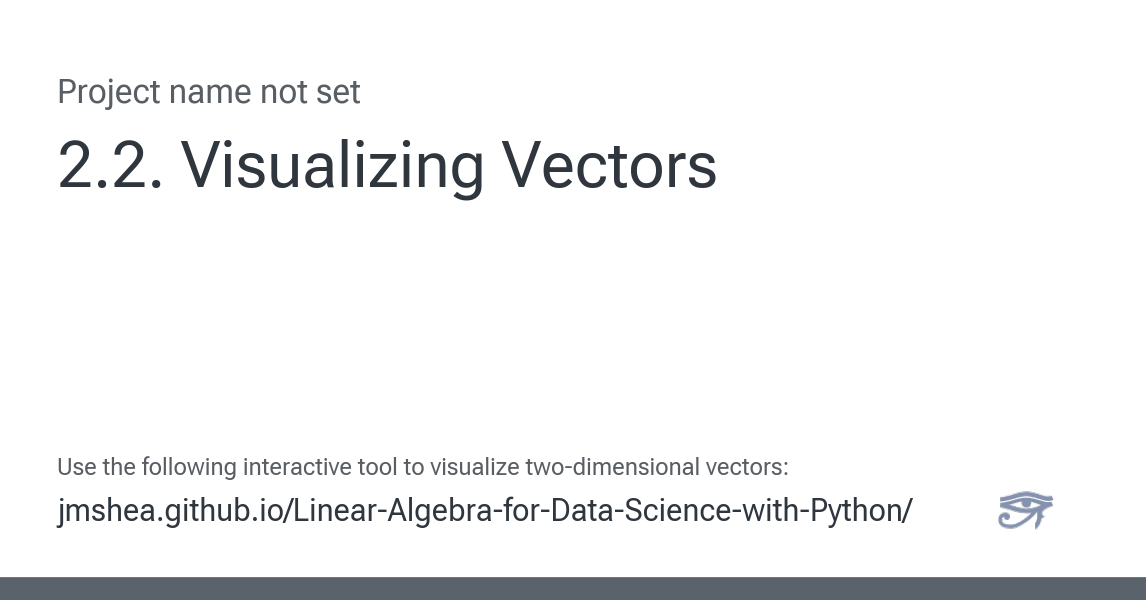 Project name not set
2.2. Visualizing Vectors
Use the following interactive tool to visualize two-dimensional vectors:
jmshea.github.io/Linear-Algebra-for-Data-Science-with-Python/